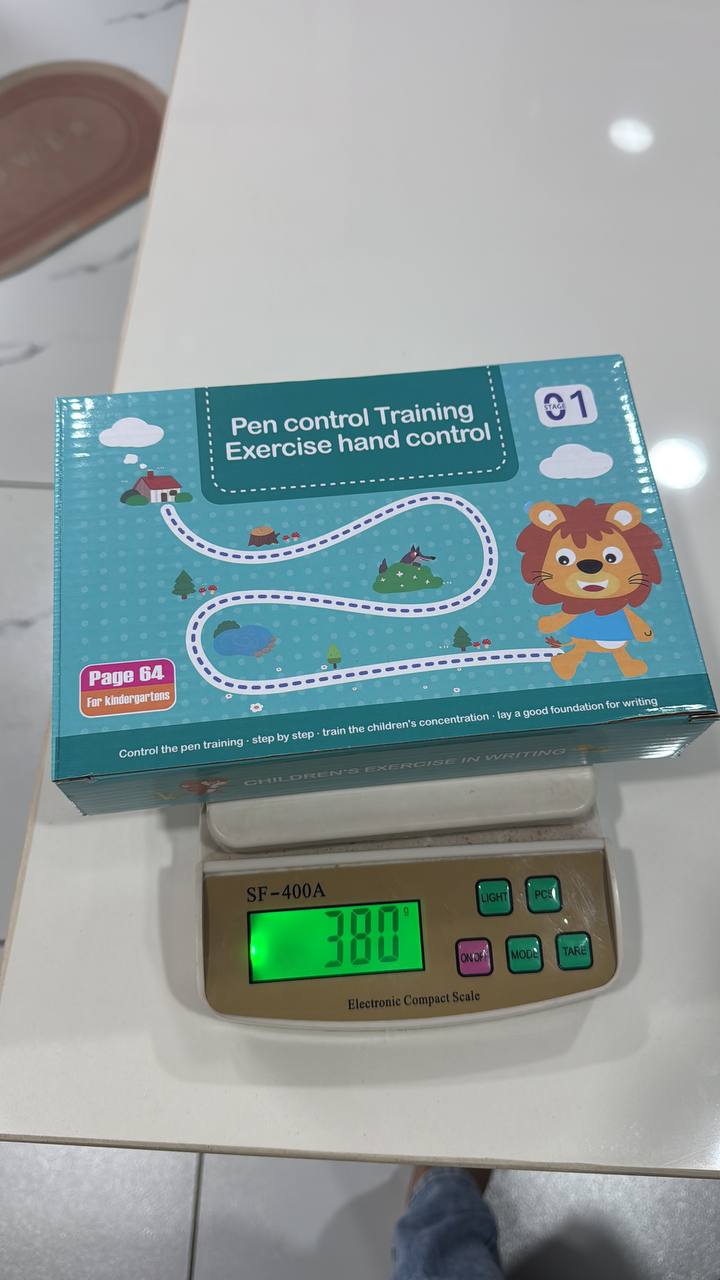 Pen control Training
Exercise hand control
STAGE
01
Page 64
For kindergartens
Control the pen training · step by step · train the children's concentration · lay a good foundation for writing
CHILDREN'S EXERCISE IN WRITING
SF-400A
380 g
LIGHT
PCS
ON/OFF
MODE
TARE
Electronic Compact Scale